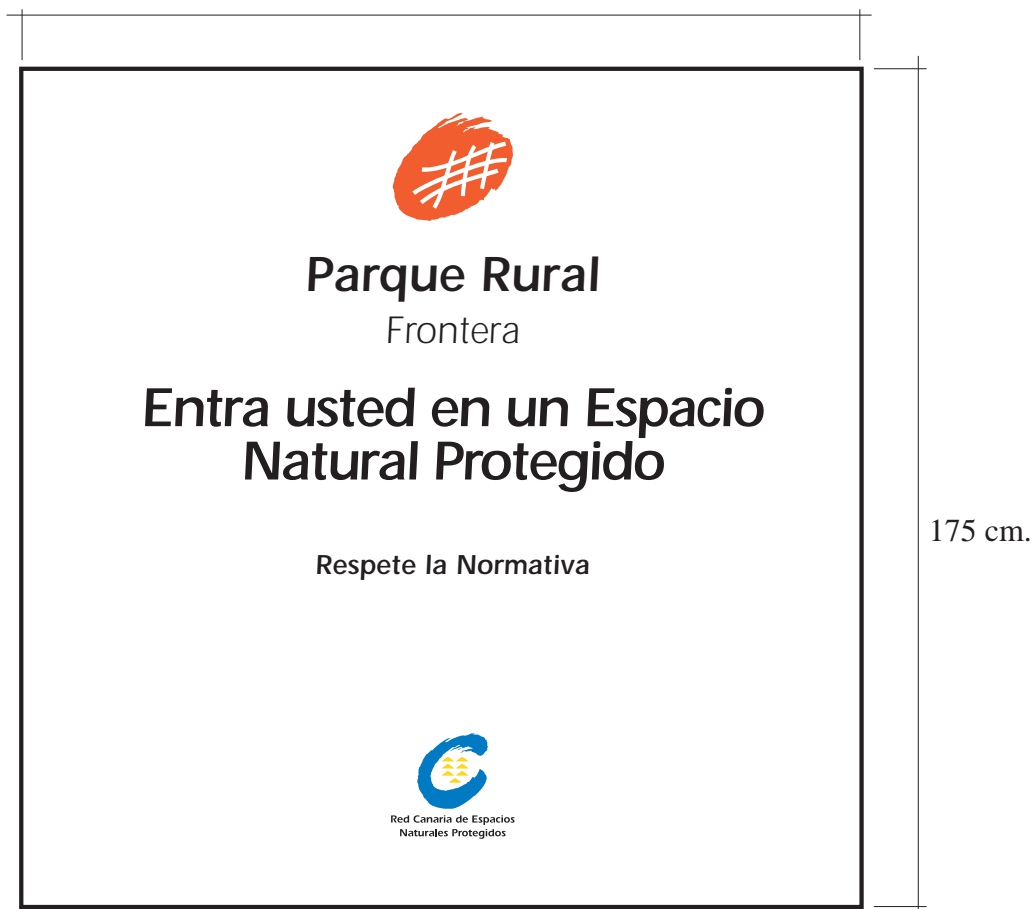 Parque Rural
Frontera
Entra usted en un Espacio
Natural Protegido
175 cm.
Respete la Normativa
Red Canaria de Espacios
Naturales Protegidos